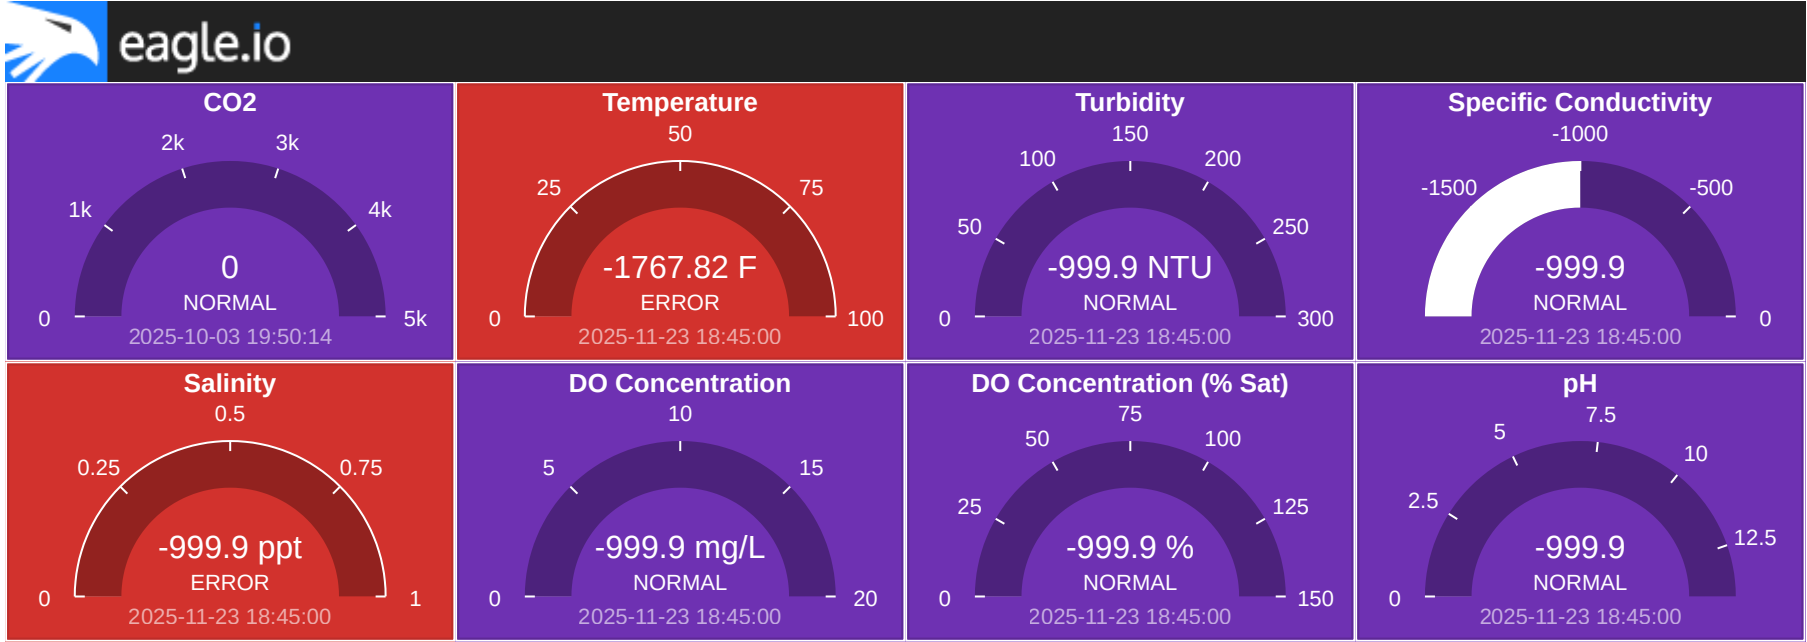 eagle.io
CO2
0
1k
2k
3k
4k
5k
0
NORMAL
2025-10-03 19:50:14
Temperature
0
25
50
75
100
-1767.82 F
ERROR
2025-11-23 18:45:00
Turbidity
0
50
100
150
200
250
300
-999.9 NTU
NORMAL
2025-11-23 18:45:00
Specific Conductivity
-1500
-1000
-500
0
-999.9
NORMAL
2025-11-23 18:45:00
Salinity
0
0.25
0.5
0.75
1
-999.9 ppt
ERROR
2025-11-23 18:45:00
DO Concentration
0
5
10
15
20
-999.9 mg/L
NORMAL
2025-11-23 18:45:00
DO Concentration (% Sat)
0
25
50
75
100
125
150
-999.9 %
NORMAL
2025-11-23 18:45:00
pH
0
2.5
5
7.5
10
12.5
-999.9
NORMAL
2025-11-23 18:45:00